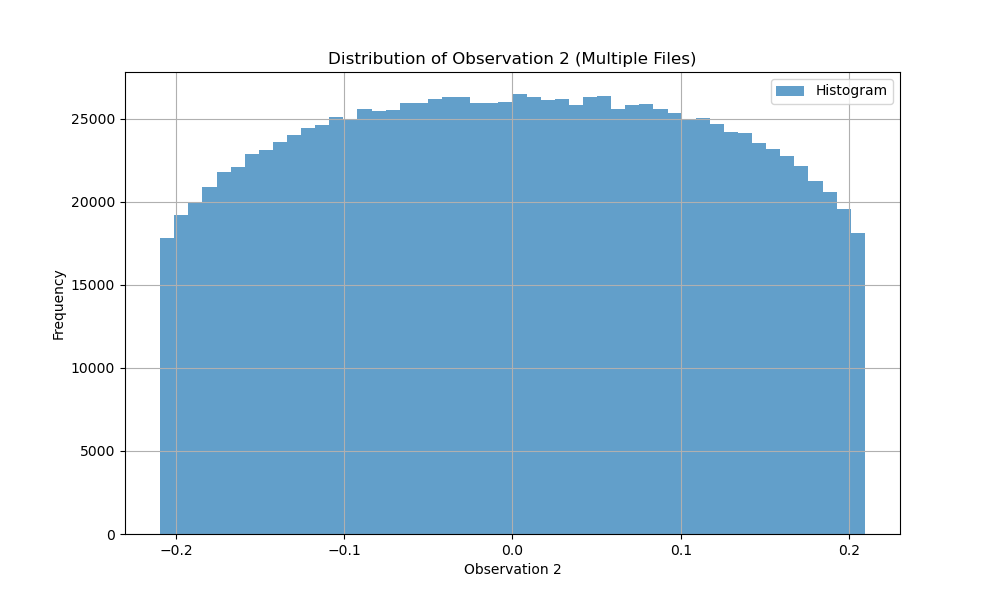 Distribution of Observation 2 (Multiple Files)
Histogram
25000
20000
15000
10000
5000
0
Frequency
−0.2 −0.1 0.0 0.1 0.2
Observation 2